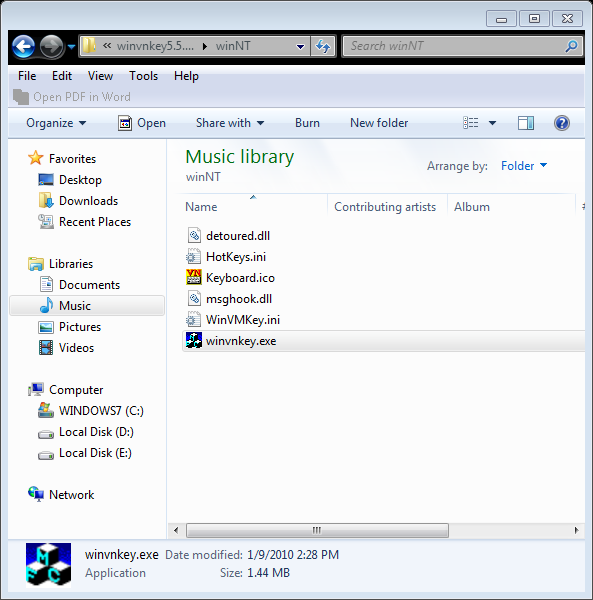 « winvnkey5.5.... winNT Search winNT
File Edit View Tools Help
Open PDF in Word
Organize Open Share with Burn New folder
Favorites
Desktop
Downloads
Recent Places
Libraries
Documents
Music
Pictures
Videos
Computer
WINDOWS7 (C:)
Local Disk (D:)
Local Disk (E:)
Network
Music library
winNT
Arrange by: Folder
Name Contributing artists Album #
detoured.dll
HotKeys.ini
Keyboard.ico
msghook.dll
WinVMKey.ini
winvnkey.exe
winvnkey.exe Date modified: 1/9/2010 2:28 PM
Application Size: 1.44 MB